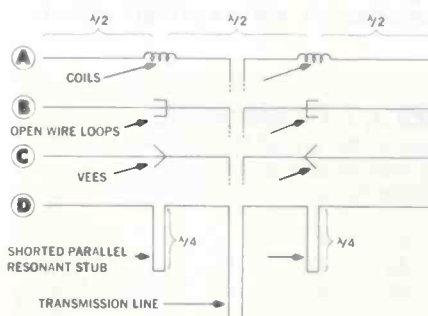 λ/2 λ/2 λ/2
A
COILS
B
OPEN WIRE LOOPS
C
VEES
D
λ/4 λ/4
SHORTED PARALLEL
RESONANT STUB
TRANSMISSION LINE